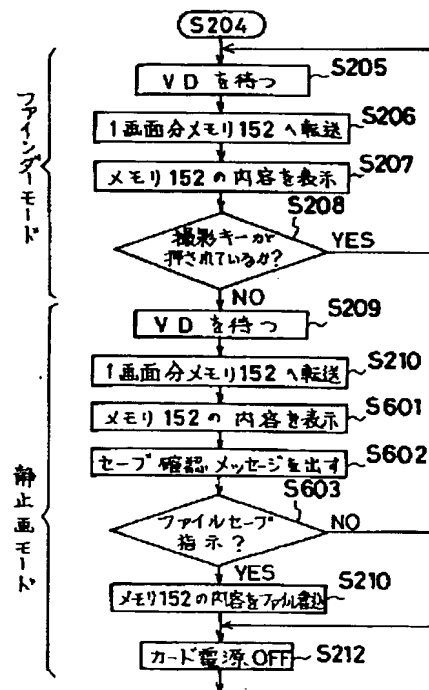 S204
VDを待つ S205
1画面分メモリ152へ転送 S206
メモリ152の内容を表示 S207
撮影キーが
押されているか? S208
YES
NO
VDを待つ S209
1画面分メモリ152へ転送 S210
メモリ152の内容を表示 S601
セーブ確認メッセージを出す S602
ファイルセーブ
指示? S603
NO
YES
メモリ152の内容をファイル書込 S210
カード電源OFF S212
ファインダーモード
静止画モード